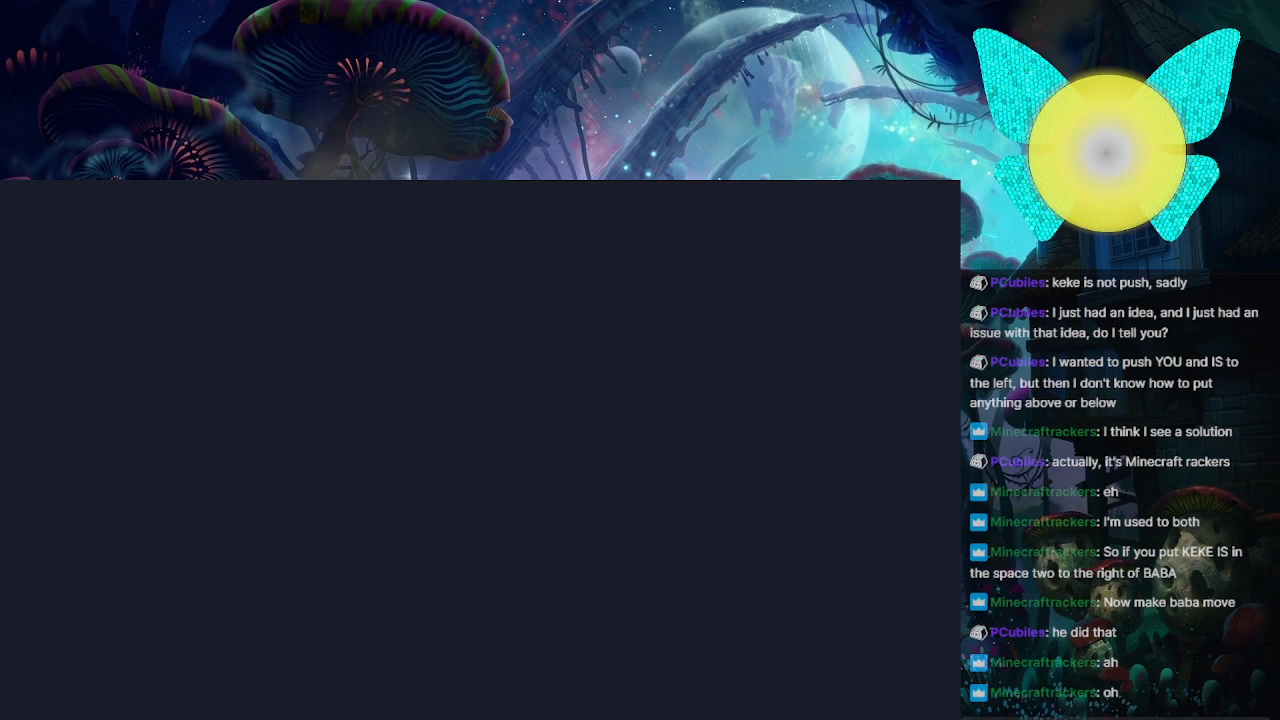 PCubiles: keke is not push, sadly
PCubiles: I just had an idea, and I just had an
issue with that idea, do I tell you?
PCubiles: I wanted to push YOU and IS to
the left, but then I don't know how to put
anything above or below
Minecraftrackers: I think I see a solution
PCubiles: actually, it's Minecraft rackers
Minecraftrackers: eh
Minecraftrackers: I'm used to both
Minecraftrackers: So if you put KEKE IS in
the space two to the right of BABA
Minecraftrackers: Now make baba move
PCubiles: he did that
Minecraftrackers: ah
Minecraftrackers: oh